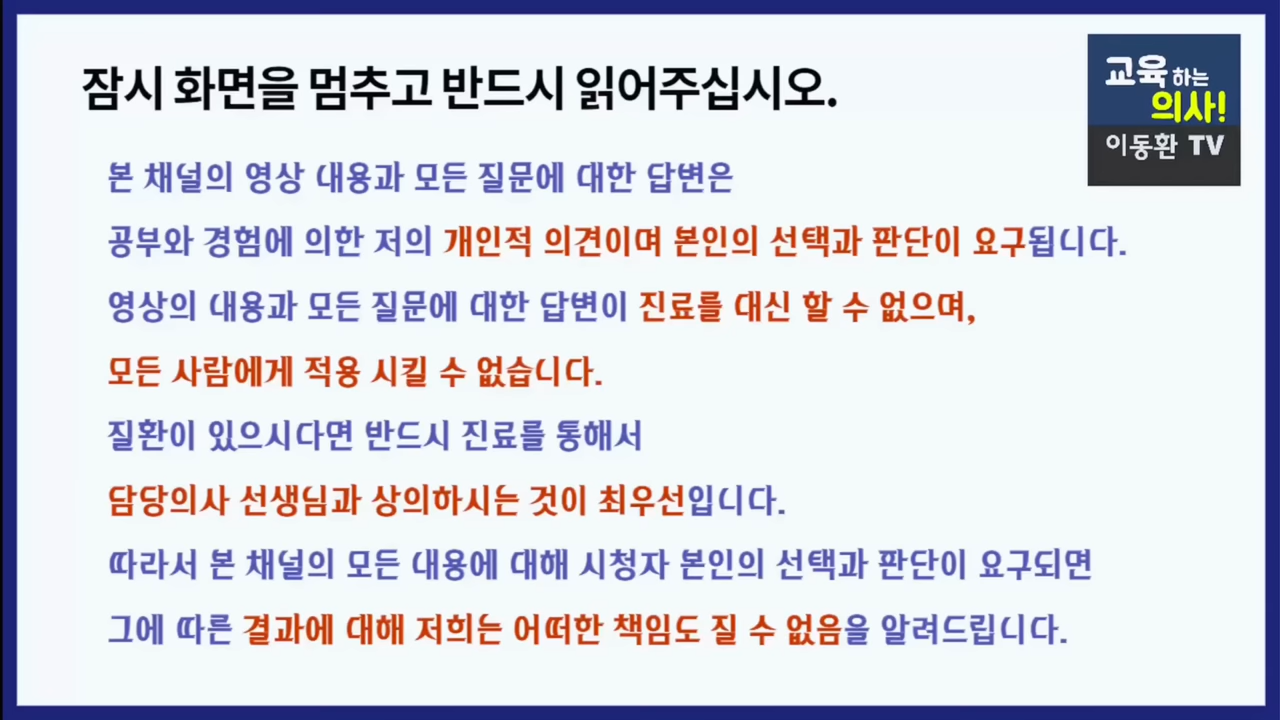 잠시 화면을 멈추고 반드시 읽어주십시오.
교육하는
의사!
이동환 TV
본 채널의 영상 내용과 모든 질문에 대한 답변은
공부와 경험에 의한 저의 개인적 의견이며 본인의 선택과 판단이 요구됩니다.
영상의 내용과 모든 질문에 대한 답변이 진료를 대신 할 수 없으며,
모든 사람에게 적용 시킬 수 없습니다.
질환이 있으시다면 반드시 진료를 통해서
담당의사 선생님과 상의하시는 것이 최우선입니다.
따라서 본 채널의 모든 내용에 대해 시청자 본인의 선택과 판단이 요구되면
그에 따른 결과에 대해 저희는 어떠한 책임도 질 수 없음을 알려드립니다.